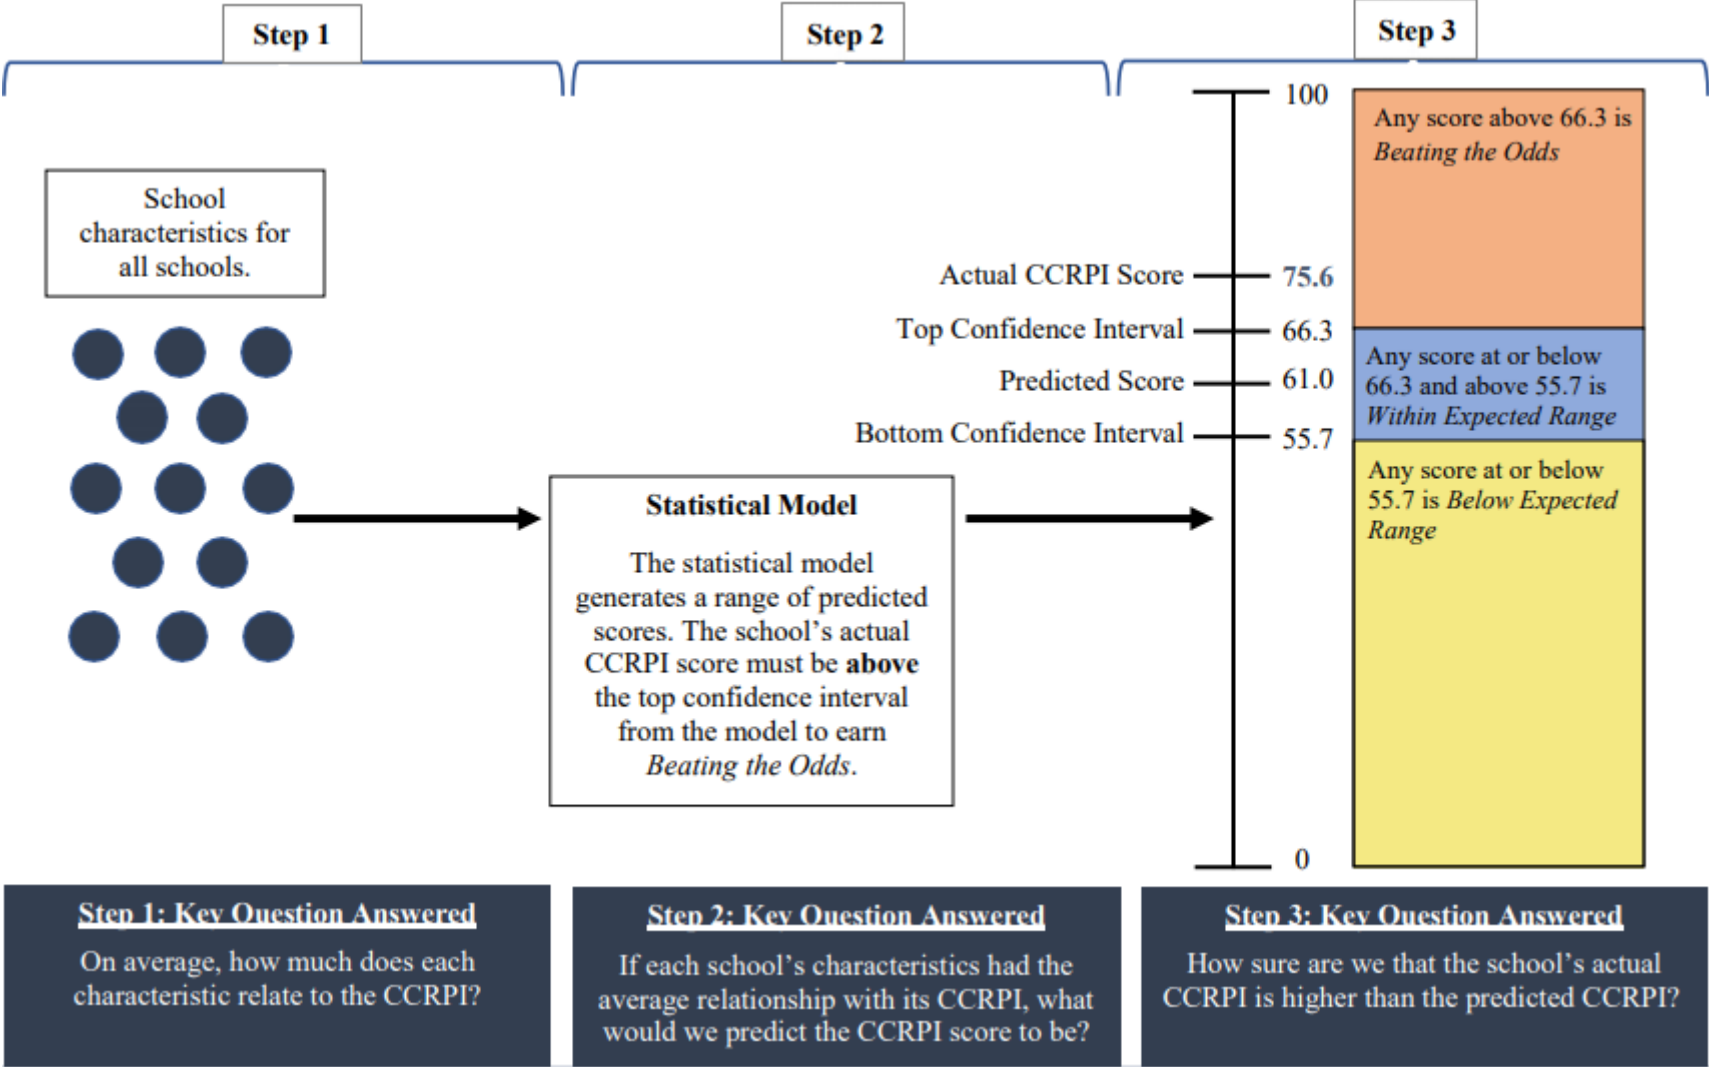 Step 1
Step 2
Step 3
School
characteristics for
all schools.
Statistical Model
The statistical model
generates a range of predicted
scores. The school’s actual
CCRPI score must be above
the top confidence interval
from the model to earn
Beating the Odds.
100
Actual CCRPI Score
75.6
Top Confidence Interval
66.3
Predicted Score
61.0
Bottom Confidence Interval
55.7
0
Any score above 66.3 is
Beating the Odds
Any score at or below
66.3 and above 55.7 is
Within Expected Range
Any score at or below
55.7 is Below Expected
Range
Step 1: Key Question Answered
On average, how much does each
characteristic relate to the CCRPI?
Step 2: Key Question Answered
If each school’s characteristics had the
average relationship with its CCRPI, what
would we predict the CCRPI score to be?
Step 3: Key Question Answered
How sure are we that the school’s actual
CCRPI is higher than the predicted CCRPI?